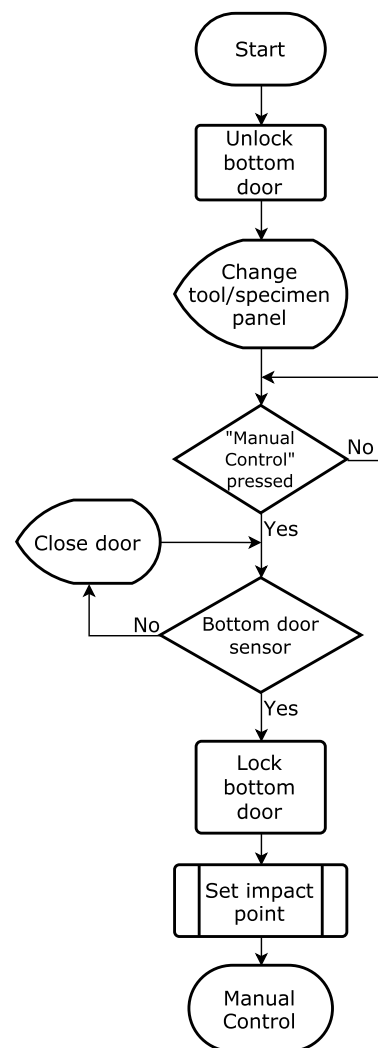 Start
Unlock
bottom
door
Change
tool/specimen
panel
"Manual
Control"
pressed
No
Yes
Close door
No
Bottom door
sensor
Yes
Lock
bottom
door
Set impact
point
Manual
Control